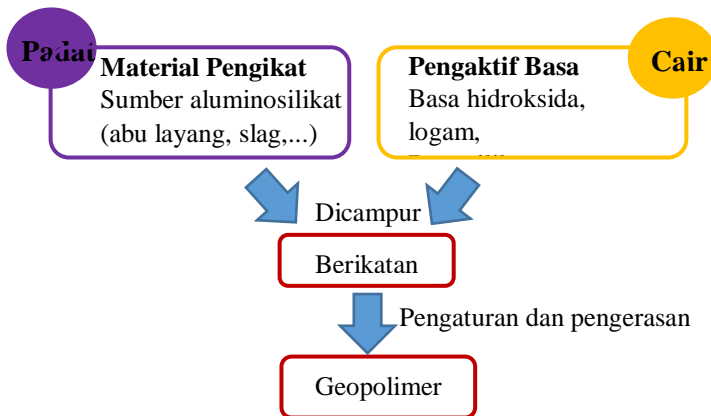 Padat
Material Pengikat
Sumber aluminosilikat
(abu layang, slag,...)
Pengaktif Basa
Basa hidroksida,
logam,
Cair
Dicampur
Berikatan
Pengaturan dan pengerasan
Geopolimer